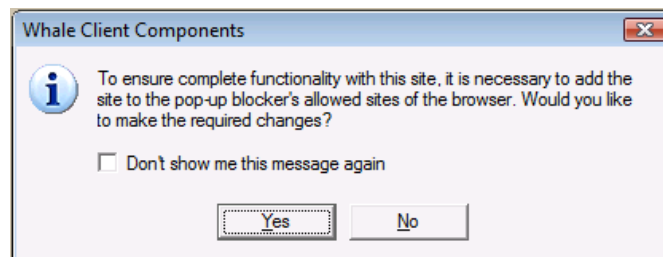 Whale Client Components
To ensure complete functionality with this site, it is necessary to add the
site to the pop-up blocker's allowed sites of the browser. Would you like
to make the required changes?
Don't show me this message again
Yes No